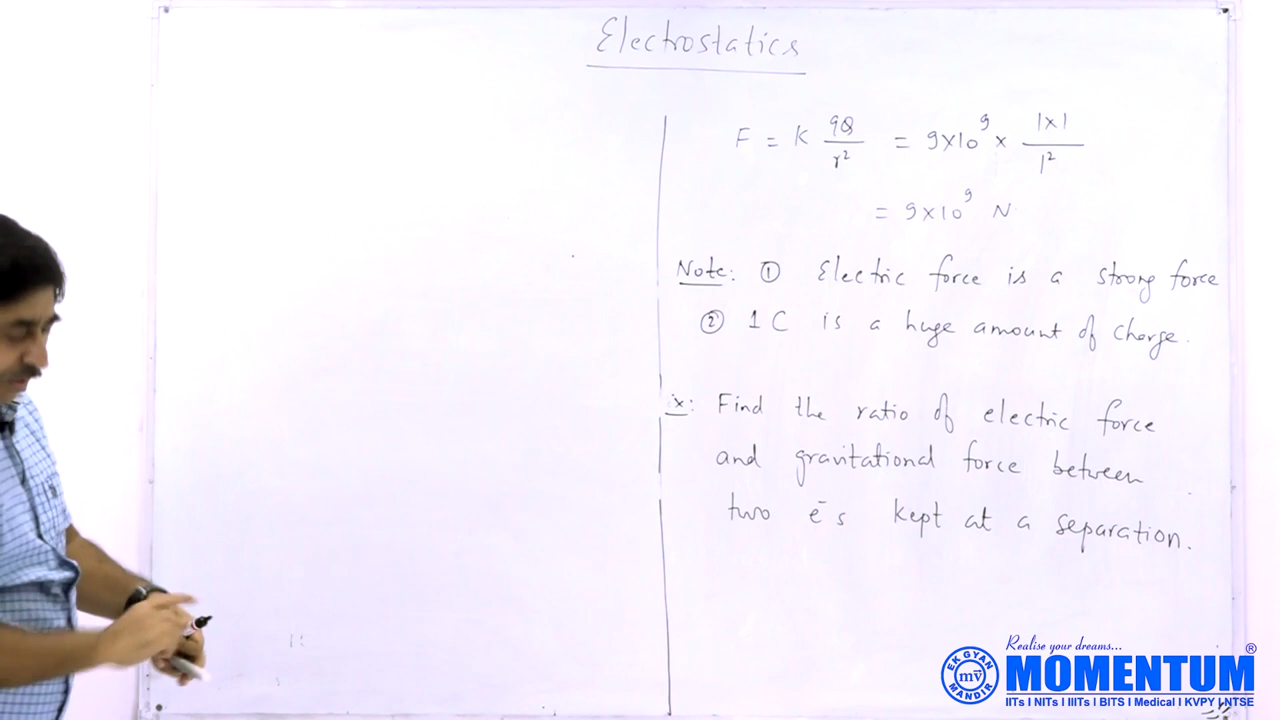 Electrostatics
F = K qQ/r² = 9×10⁹ × 1×1/1²
= 9×10⁹ N
Note: ① Electric force is a strong force
② 1 C is a huge amount of charge.
x: Find the ratio of electric force
and gravitational force between
two e⁻s kept at a separation.
Realise your dreams...
EK GYAN MANDIR
mv
MOMENTUM®
IITs | NITs | IIITs | BITS | Medical | KVPY | NTSE